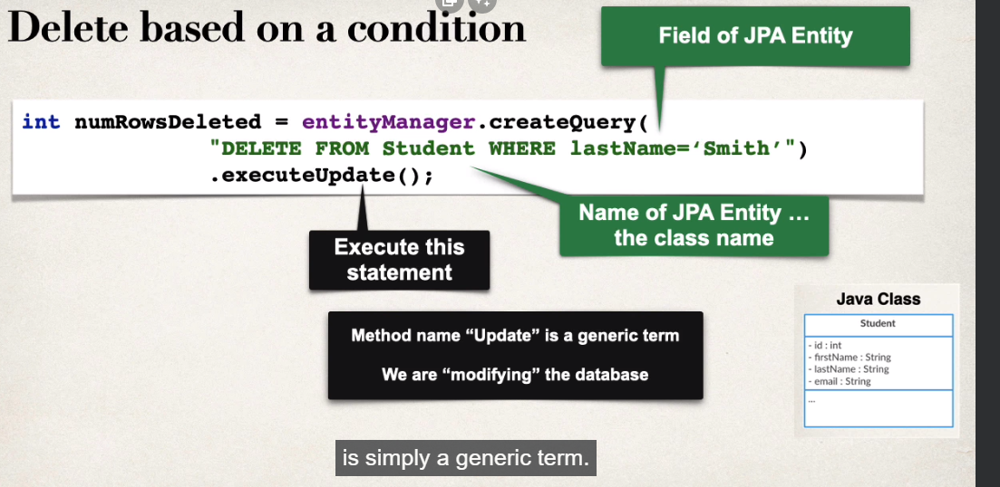 Delete based on a condition
Field of JPA Entity
int numRowsDeleted = entityManager.createQuery(
"DELETE FROM Student WHERE lastName=‘Smith’")
.executeUpdate();
Name of JPA Entity …
the class name
Execute this
statement
Method name “Update” is a generic term
We are “modifying” the database
Java Class
Student
- id : int
- firstName : String
- lastName : String
- email : String
...
is simply a generic term.